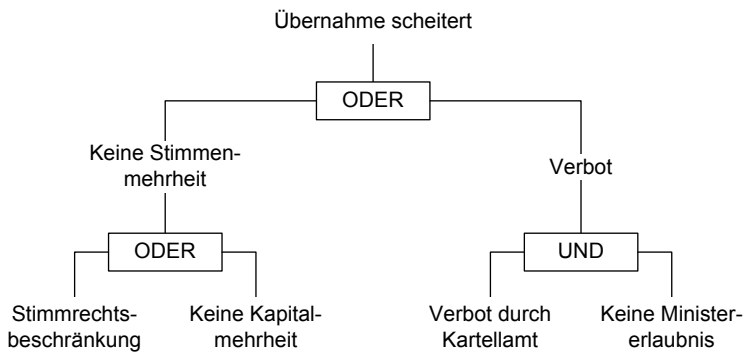 Übernahme scheitert
ODER
Keine Stimmen-
mehrheit
Verbot
ODER
UND
Stimmrechts-
beschränkung
Keine Kapital-
mehrheit
Verbot durch
Kartellamt
Keine Minister-
erlaubnis